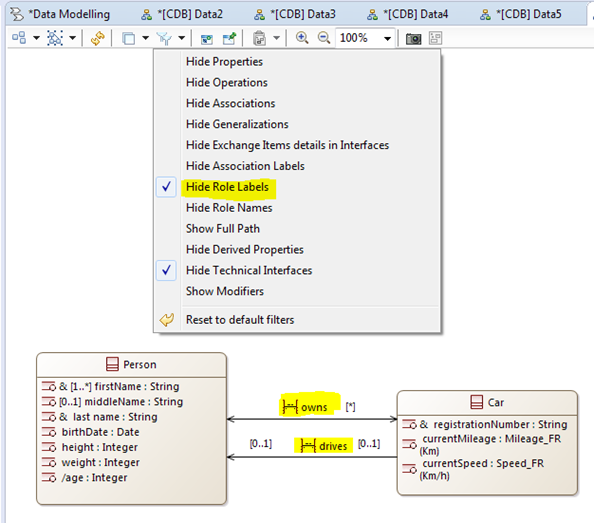 *Data Modelling
*[CDB] Data2
*[CDB] Data3
*[CDB] Data4
*[CDB] Data5
100%
Hide Properties
Hide Operations
Hide Associations
Hide Generalizations
Hide Exchange Items details in Interfaces
Hide Association Labels
Hide Role Labels
Hide Role Names
Show Full Path
Hide Derived Properties
Hide Technical Interfaces
Show Modifiers
Reset to default filters
Person
& [1..*] firstName : String
[0..1] middleName : String
& last name : String
birthDate : Date
height : Integer
weight : Integer
/age : Integer
owns [*]
[0..1] drives [0..1]
Car
& registrationNumber : String
currentMileage : Mileage_FR
(Km)
currentSpeed : Speed_FR
(Km/h)